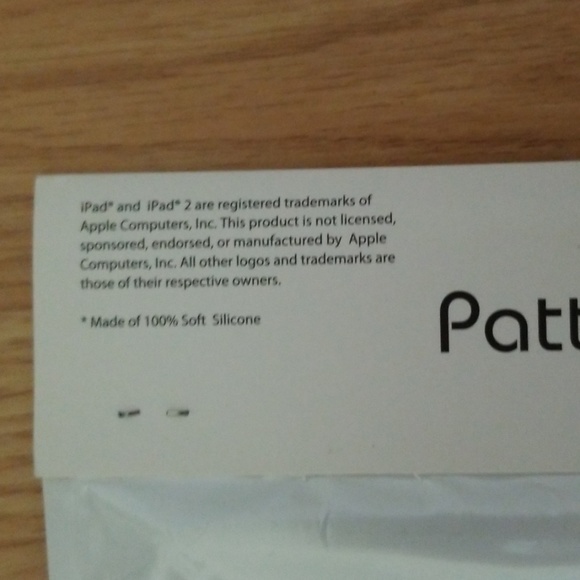 iPad® and iPad® 2 are registered trademarks of
Apple Computers, Inc. This product is not licensed,
sponsored, endorsed, or manufactured by Apple
Computers, Inc. All other logos and trademarks are
those of their respective owners.
* Made of 100% Soft Silicone
Patt